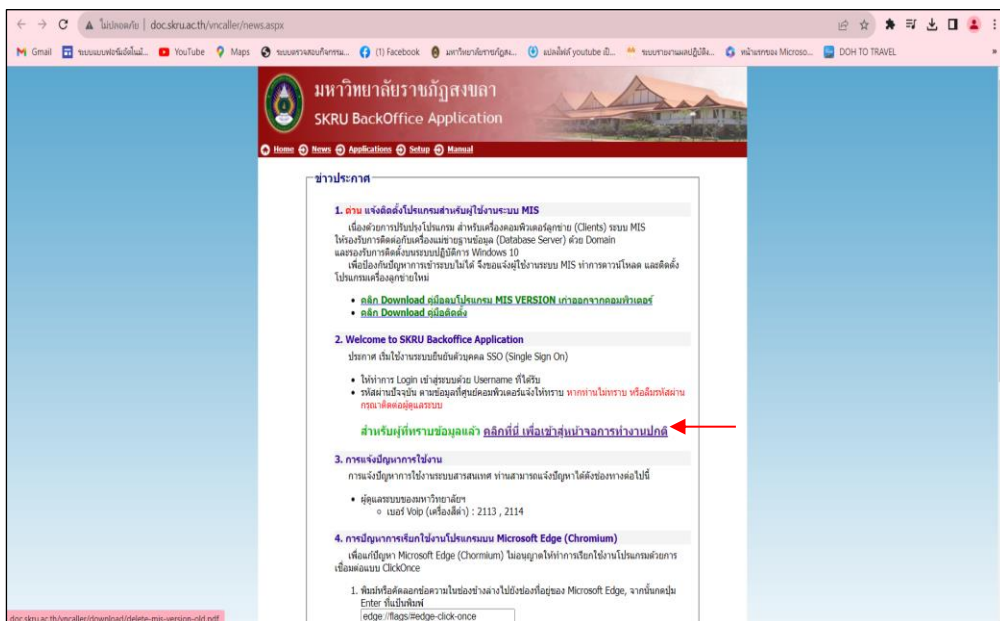 ไม่ปลอดภัย | doc.skru.ac.th/vncaller/news.aspx
Gmail YouTube Maps (1) Facebook DOH TO TRAVEL
มหาวิทยาลัยราชภัฏสงขลา
SKRU BackOffice Application
Home News Applications Setup Manual
ข่าวประกาศ
1. ด่วน แจ้งติดตั้งโปรแกรมสำหรับผู้ใช้งานระบบ MIS
เนื่องด้วยการปรับปรุงโปรแกรม สำหรับเครื่องคอมพิวเตอร์ลูกข่าย (Clients) ระบบ MIS
ให้รองรับการติดต่อกับเครื่องแม่ข่ายฐานข้อมูล (Database Server) ด้วย Domain
และรองรับการติดตั้งบนระบบปฏิบัติการ Windows 10
เพื่อป้องกันปัญหาการเข้าระบบไม่ได้ จึงขอแจ้งผู้ใช้งานระบบ MIS ทำการดาวน์โหลด และติดตั้ง
โปรแกรมเครื่องลูกข่ายใหม่
• คลิก Download คู่มือลบโปรแกรม MIS VERSION เก่าออกจากคอมพิวเตอร์
• คลิก Download คู่มือติดตั้ง
2. Welcome to SKRU Backoffice Application
ประกาศ เริ่มใช้งานระบบยืนยันตัวบุคคล SSO (Single Sign On)
• ให้ทำการ Login เข้าสู่ระบบด้วย Username ที่ได้รับ
• รหัสผ่านปัจจุบัน ตามข้อมูลที่ศูนย์คอมพิวเตอร์แจ้งให้ทราบ หากท่านไม่ทราบ หรือลืมรหัสผ่าน
กรุณาติดต่อผู้ดูแลระบบ
สำหรับผู้ที่ทราบข้อมูลแล้ว คลิกที่นี่ เพื่อเข้าสู่หน้าจอการทำงานปกติ
3. การแจ้งปัญหาการใช้งาน
การแจ้งปัญหาการใช้งานระบบสารสนเทศ ท่านสามารถแจ้งปัญหาได้ดังช่องทางต่อไปนี้
• ผู้ดูแลระบบของมหาวิทยาลัยฯ
○ เบอร์ Voip (เครื่องสีดำ) : 2113 , 2114
4. การปัญหาการเรียกใช้งานโปรแกรมบน Microsoft Edge (Chromium)
เพื่อแก้ปัญหา Microsoft Edge (Chormium) ไม่อนุญาตให้ทำการเรียกใช้งานโปรแกรมด้วยการ
เชื่อมต่อแบบ ClickOnce
1. พิมพ์หรือคัดลอกข้อความในช่องข้างล่างไปยังช่องที่อยู่ของ Microsoft Edge, จากนั้นกดปุ่ม
Enter ที่แป้นพิมพ์
edge://flags/#edge-click-once
doc.skru.ac.th/vncaller/download/delete-mis-version-old.pdf